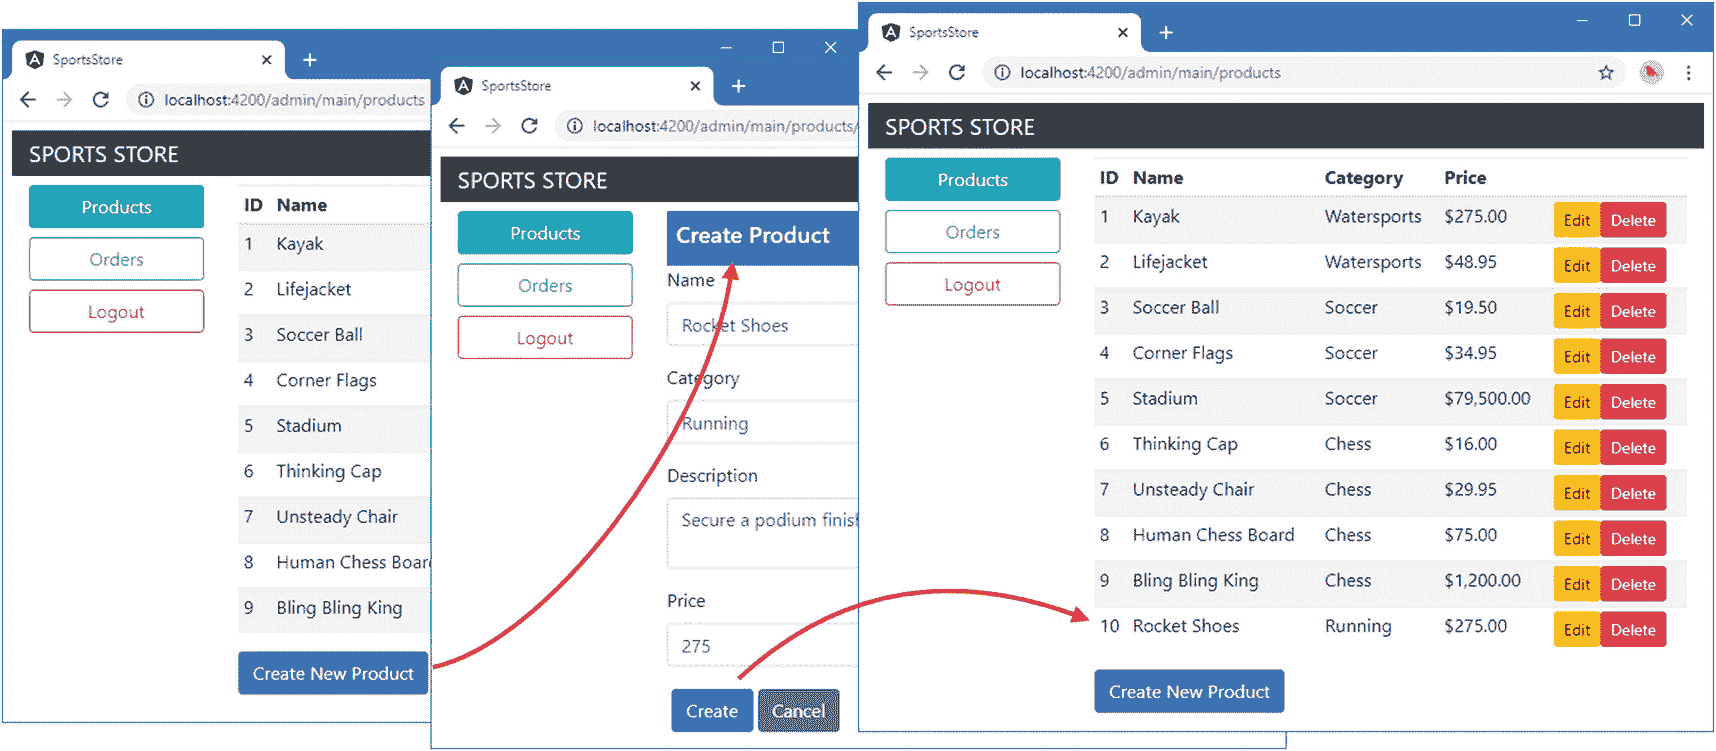 SportsStore
localhost:4200/admin/main/products
SPORTS STORE
Products
Orders
Logout
ID Name
1 Kayak
2 Lifejacket
3 Soccer Ball
4 Corner Flags
5 Stadium
6 Thinking Cap
7 Unsteady Chair
8 Human Chess Board
9 Bling Bling King
Create New Product
SportsStore
localhost:4200/admin/main/products/
SPORTS STORE
Products
Orders
Logout
Create Product
Name
Rocket Shoes
Category
Running
Description
Secure a podium finish
Price
275
Create Cancel
SportsStore
localhost:4200/admin/main/products
SPORTS STORE
Products
Orders
Logout
ID Name Category Price
1 Kayak Watersports $275.00 Edit Delete
2 Lifejacket Watersports $48.95 Edit Delete
3 Soccer Ball Soccer $19.50 Edit Delete
4 Corner Flags Soccer $34.95 Edit Delete
5 Stadium Soccer $79,500.00 Edit Delete
6 Thinking Cap Chess $16.00 Edit Delete
7 Unsteady Chair Chess $29.95 Edit Delete
8 Human Chess Board Chess $75.00 Edit Delete
9 Bling Bling King Chess $1,200.00 Edit Delete
10 Rocket Shoes Running $275.00 Edit Delete
Create New Product